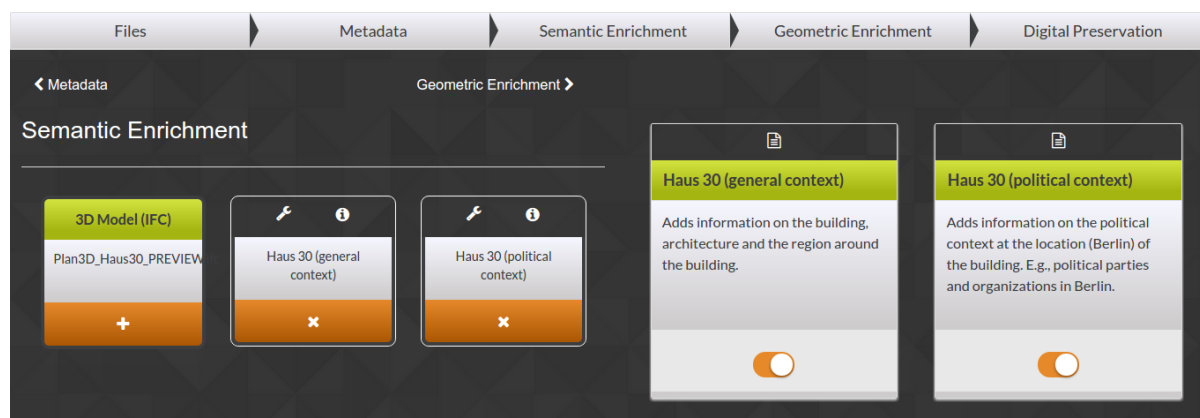 Files
Metadata
Semantic Enrichment
Geometric Enrichment
Digital Preservation
Metadata
Geometric Enrichment
Semantic Enrichment
3D Model (IFC)
Plan3D_Haus30_PREVIEW
Haus 30 (general
context)
Haus 30 (political
context)
Haus 30 (general context)
Adds information on the building,
architecture and the region around
the building.
Haus 30 (political context)
Adds information on the political
context at the location (Berlin) of
the building. E.g., political parties
and organizations in Berlin.